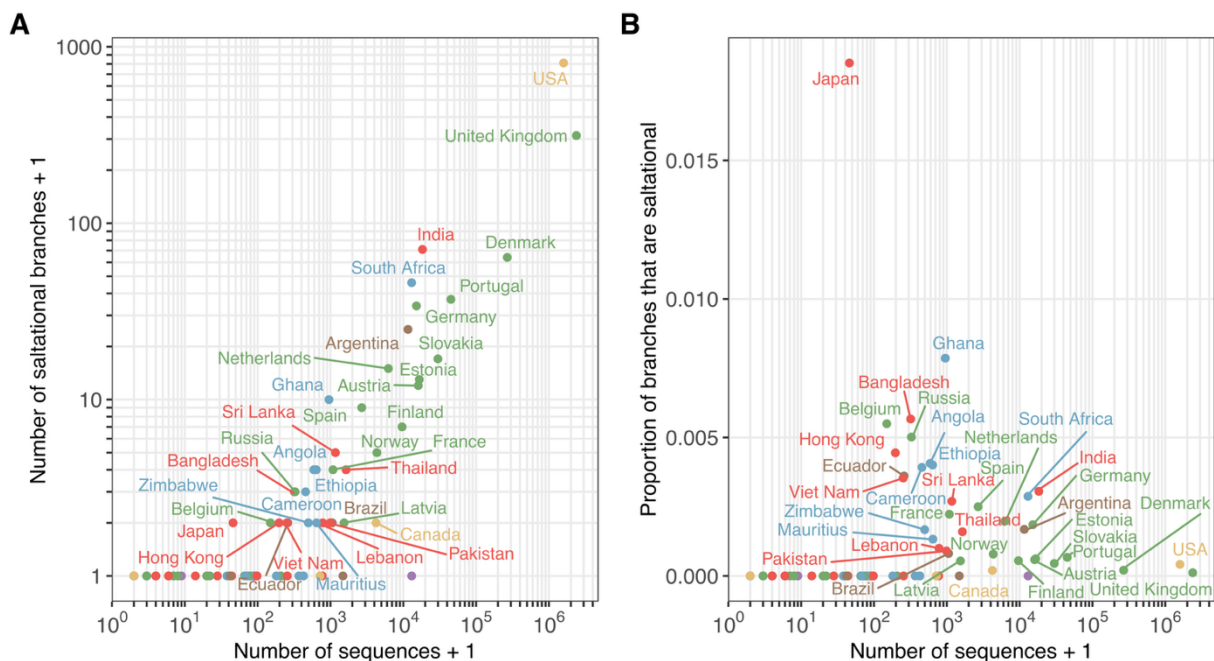 A
Number of saltational branches + 1
1000
100
10
1
USA
United Kingdom
India
Denmark
South Africa
Portugal
Germany
Argentina
Slovakia
Netherlands
Estonia
Austria
Ghana
Spain
Finland
Sri Lanka
Russia
Norway
France
Angola
Bangladesh
Thailand
Zimbabwe
Ethiopia
Cameroon
Brazil
Belgium
Latvia
Japan
Canada
Hong Kong
Viet Nam
Lebanon
Pakistan
Ecuador
Mauritius
10⁰ 10¹ 10² 10³ 10⁴ 10⁵ 10⁶
Number of sequences + 1
B
Proportion of branches that are saltational
0.015
0.010
0.005
0.000
Japan
Ghana
Bangladesh
Russia
Belgium
Angola
South Africa
Hong Kong
Netherlands
Ethiopia
India
Ecuador
Spain
Germany
Viet Nam
Sri Lanka
Cameroon
Argentina
Denmark
France
Zimbabwe
Thailand
Estonia
Mauritius
Slovakia
Lebanon
Norway
Portugal
USA
Pakistan
Austria
Brazil
Latvia
Canada
Finland
United Kingdom
10⁰ 10¹ 10² 10³ 10⁴ 10⁵ 10⁶
Number of sequences + 1